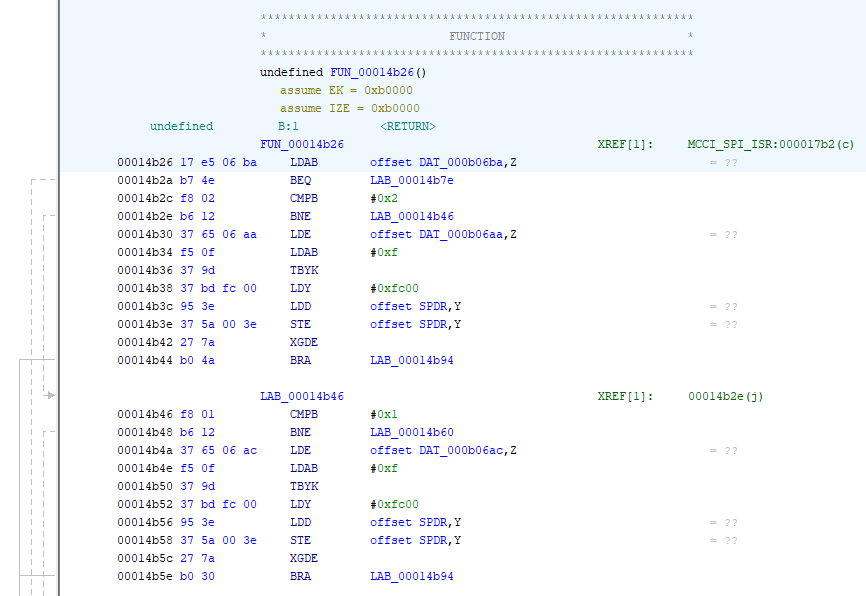 **************************************************************
*                          FUNCTION                          *
**************************************************************
undefined FUN_00014b26()
assume EK = 0xb0000
assume IZE = 0xb0000
undefined B:1 <RETURN>
FUN_00014b26 XREF[1]: MCCI_SPI_ISR:000017b2(c)
00014b26 17 e5 06 ba LDAB offset DAT_000b06ba,Z = ??
00014b2a b7 4e BEQ LAB_00014b7e
00014b2c f8 02 CMPB #0x2
00014b2e b6 12 BNE LAB_00014b46
00014b30 37 65 06 aa LDE offset DAT_000b06aa,Z = ??
00014b34 f5 0f LDAB #0xf
00014b36 37 9d TBYK
00014b38 37 bd fc 00 LDY #0xfc00
00014b3c 95 3e LDD offset SPDR,Y = ??
00014b3e 37 5a 00 3e STE offset SPDR,Y = ??
00014b42 27 7a XGDE
00014b44 b0 4a BRA LAB_00014b94
LAB_00014b46 XREF[1]: 00014b2e(j)
00014b46 f8 01 CMPB #0x1
00014b48 b6 12 BNE LAB_00014b60
00014b4a 37 65 06 ac LDE offset DAT_000b06ac,Z = ??
00014b4e f5 0f LDAB #0xf
00014b50 37 9d TBYK
00014b52 37 bd fc 00 LDY #0xfc00
00014b56 95 3e LDD offset SPDR,Y = ??
00014b58 37 5a 00 3e STE offset SPDR,Y = ??
00014b5c 27 7a XGDE
00014b5e b0 30 BRA LAB_00014b94